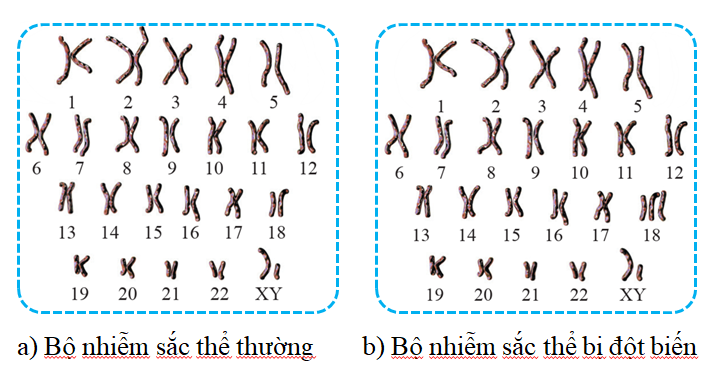 1 2 3 4 5
6 7 8 9 10 11 12
13 14 15 16 17 18
19 20 21 22 XY
a) Bộ nhiễm sắc thể thường
1 2 3 4 5
6 7 8 9 10 11 12
13 14 15 16 17 18
19 20 21 22 XY
b) Bộ nhiễm sắc thể bị đột biến